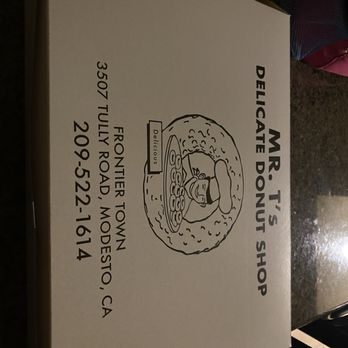 MR. T's
DELICATE DONUT SHOP
Delicious
FRONTIER TOWN
3507 TULLY ROAD, MODESTO, CA
209-522-1614